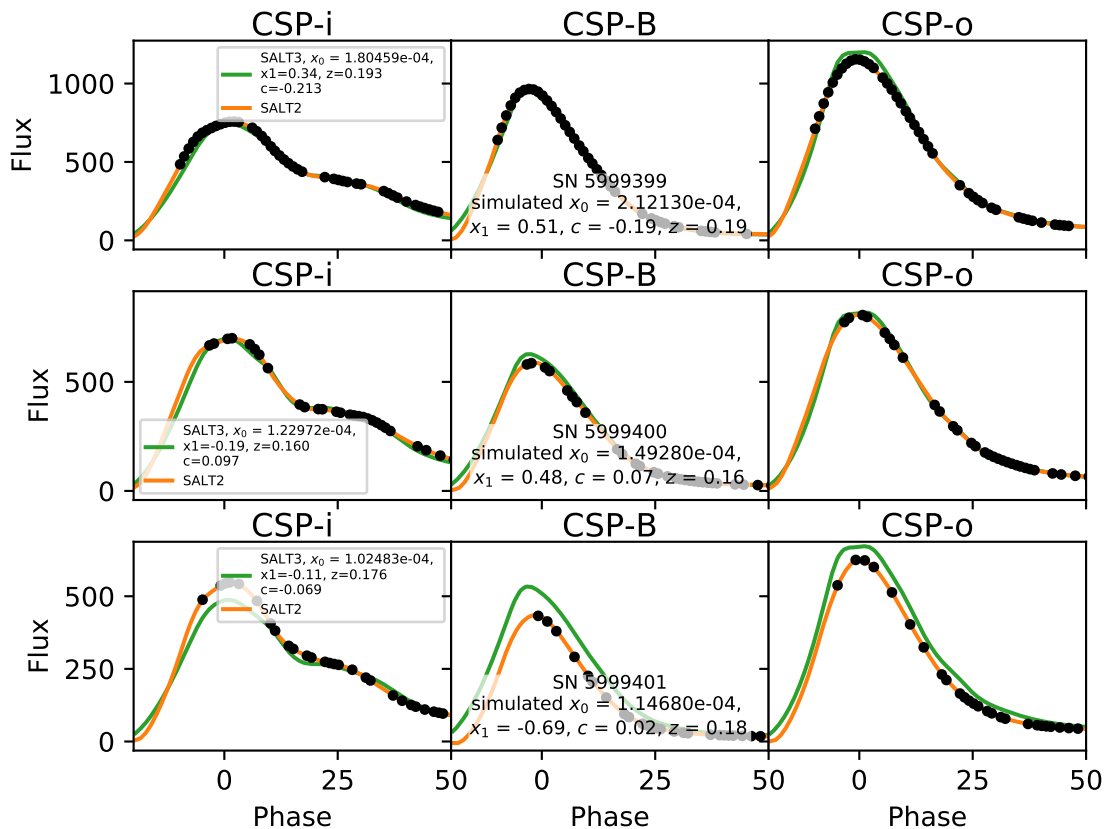 CSP-i
CSP-B
CSP-o
Flux
1000
500
0
SALT3, x₀ = 1.80459e-04,
x1=0.34, z=0.193
c=-0.213
SALT2
SN 5999399
simulated x₀ = 2.12130e-04,
x₁ = 0.51, c = -0.19, z = 0.19
CSP-i
CSP-B
CSP-o
Flux
500
0
SALT3, x₀ = 1.22972e-04,
x1=-0.19, z=0.160
c=0.097
SALT2
SN 5999400
simulated x₀ = 1.49280e-04,
x₁ = 0.48, c = 0.07, z = 0.16
CSP-i
CSP-B
CSP-o
Flux
500
250
0
SALT3, x₀ = 1.02483e-04,
x1=-0.11, z=0.176
c=-0.069
SALT2
SN 5999401
simulated x₀ = 1.14680e-04,
x₁ = -0.69, c = 0.02, z = 0.18
0 25 50 0 25 50 0 25 50
Phase
Phase
Phase